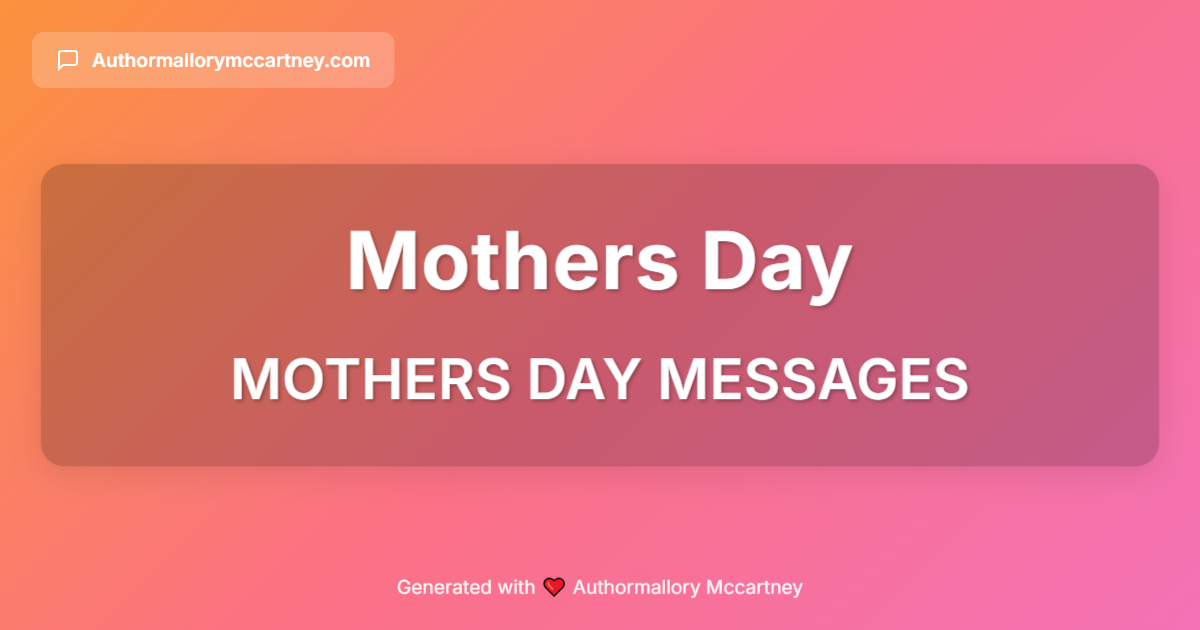 Authormallorymccartney.com
Mothers Day
MOTHERS DAY MESSAGES
Generated with ❤️ Authormallory Mccartney